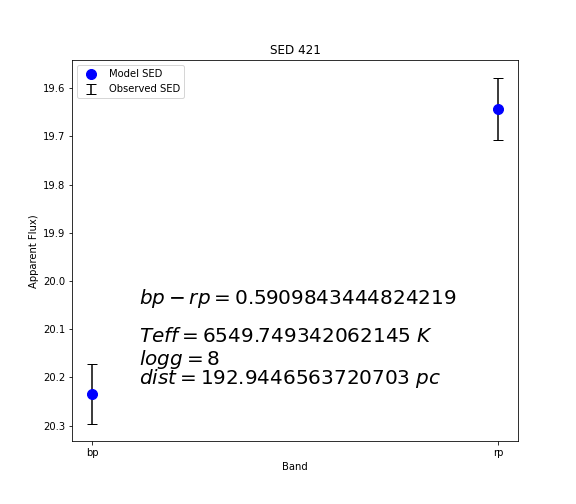 SED 421
Model SED
Observed SED
19.6
19.7
19.8
19.9
20.0
20.1
20.2
20.3
Apparent Flux)
bp − rp = 0.5909843444824219
Teff = 6549.749342062145 K
logg = 8
dist = 192.9446563720703 pc
bp
rp
Band